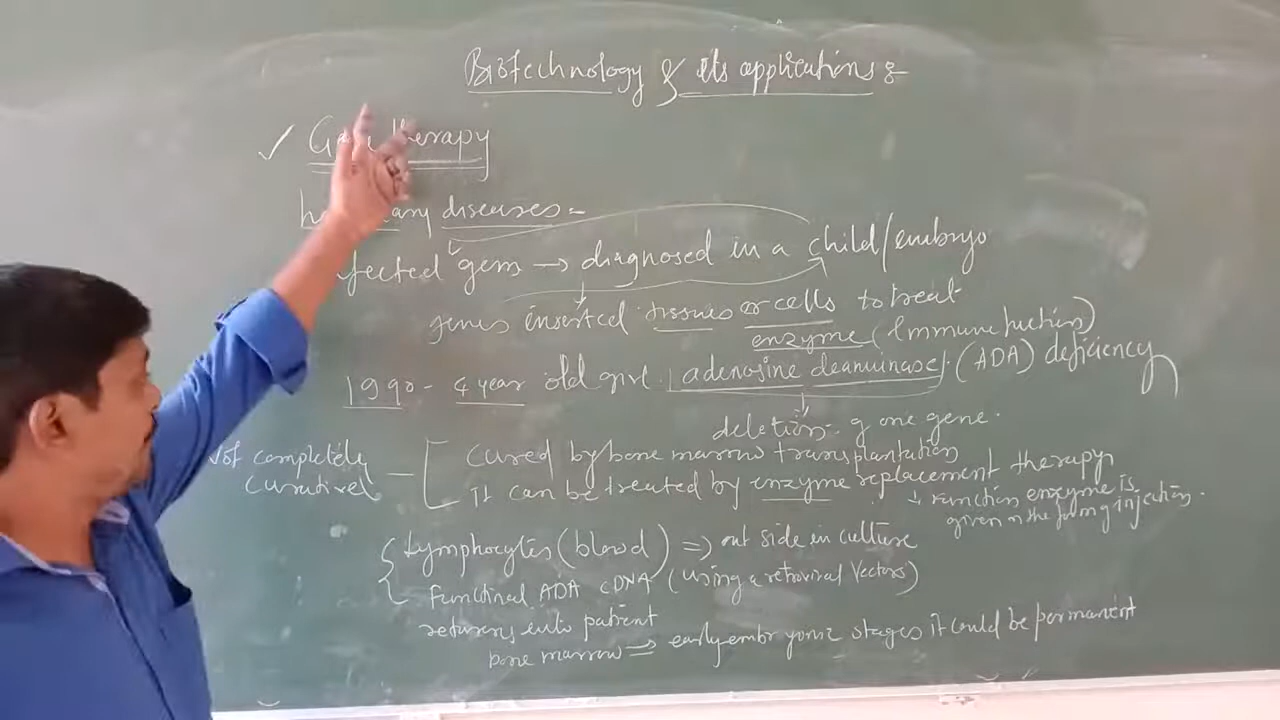 Biotechnology & its applications :-
✓ Gene therapy
diseases :-
fected gene → diagnosed in a child/embryo
genes inserted tissues or cells to treat
enzyme (Immune function)
1990 - 4 year old girl adenosine deaminase. (ADA) deficiency
deletion of one gene.
Not completely curative
cured by bone marrow transplantation
It can be treated by enzyme replacement therapy
↓ Function enzyme is
given in the form of injection.
Lymphocytes (blood) ⇒ out side in culture
Functinal ADA cDNA (using a retroviral vectors)
returns into patient
bone marrow ⇒ early embryonic stages it could be permanent